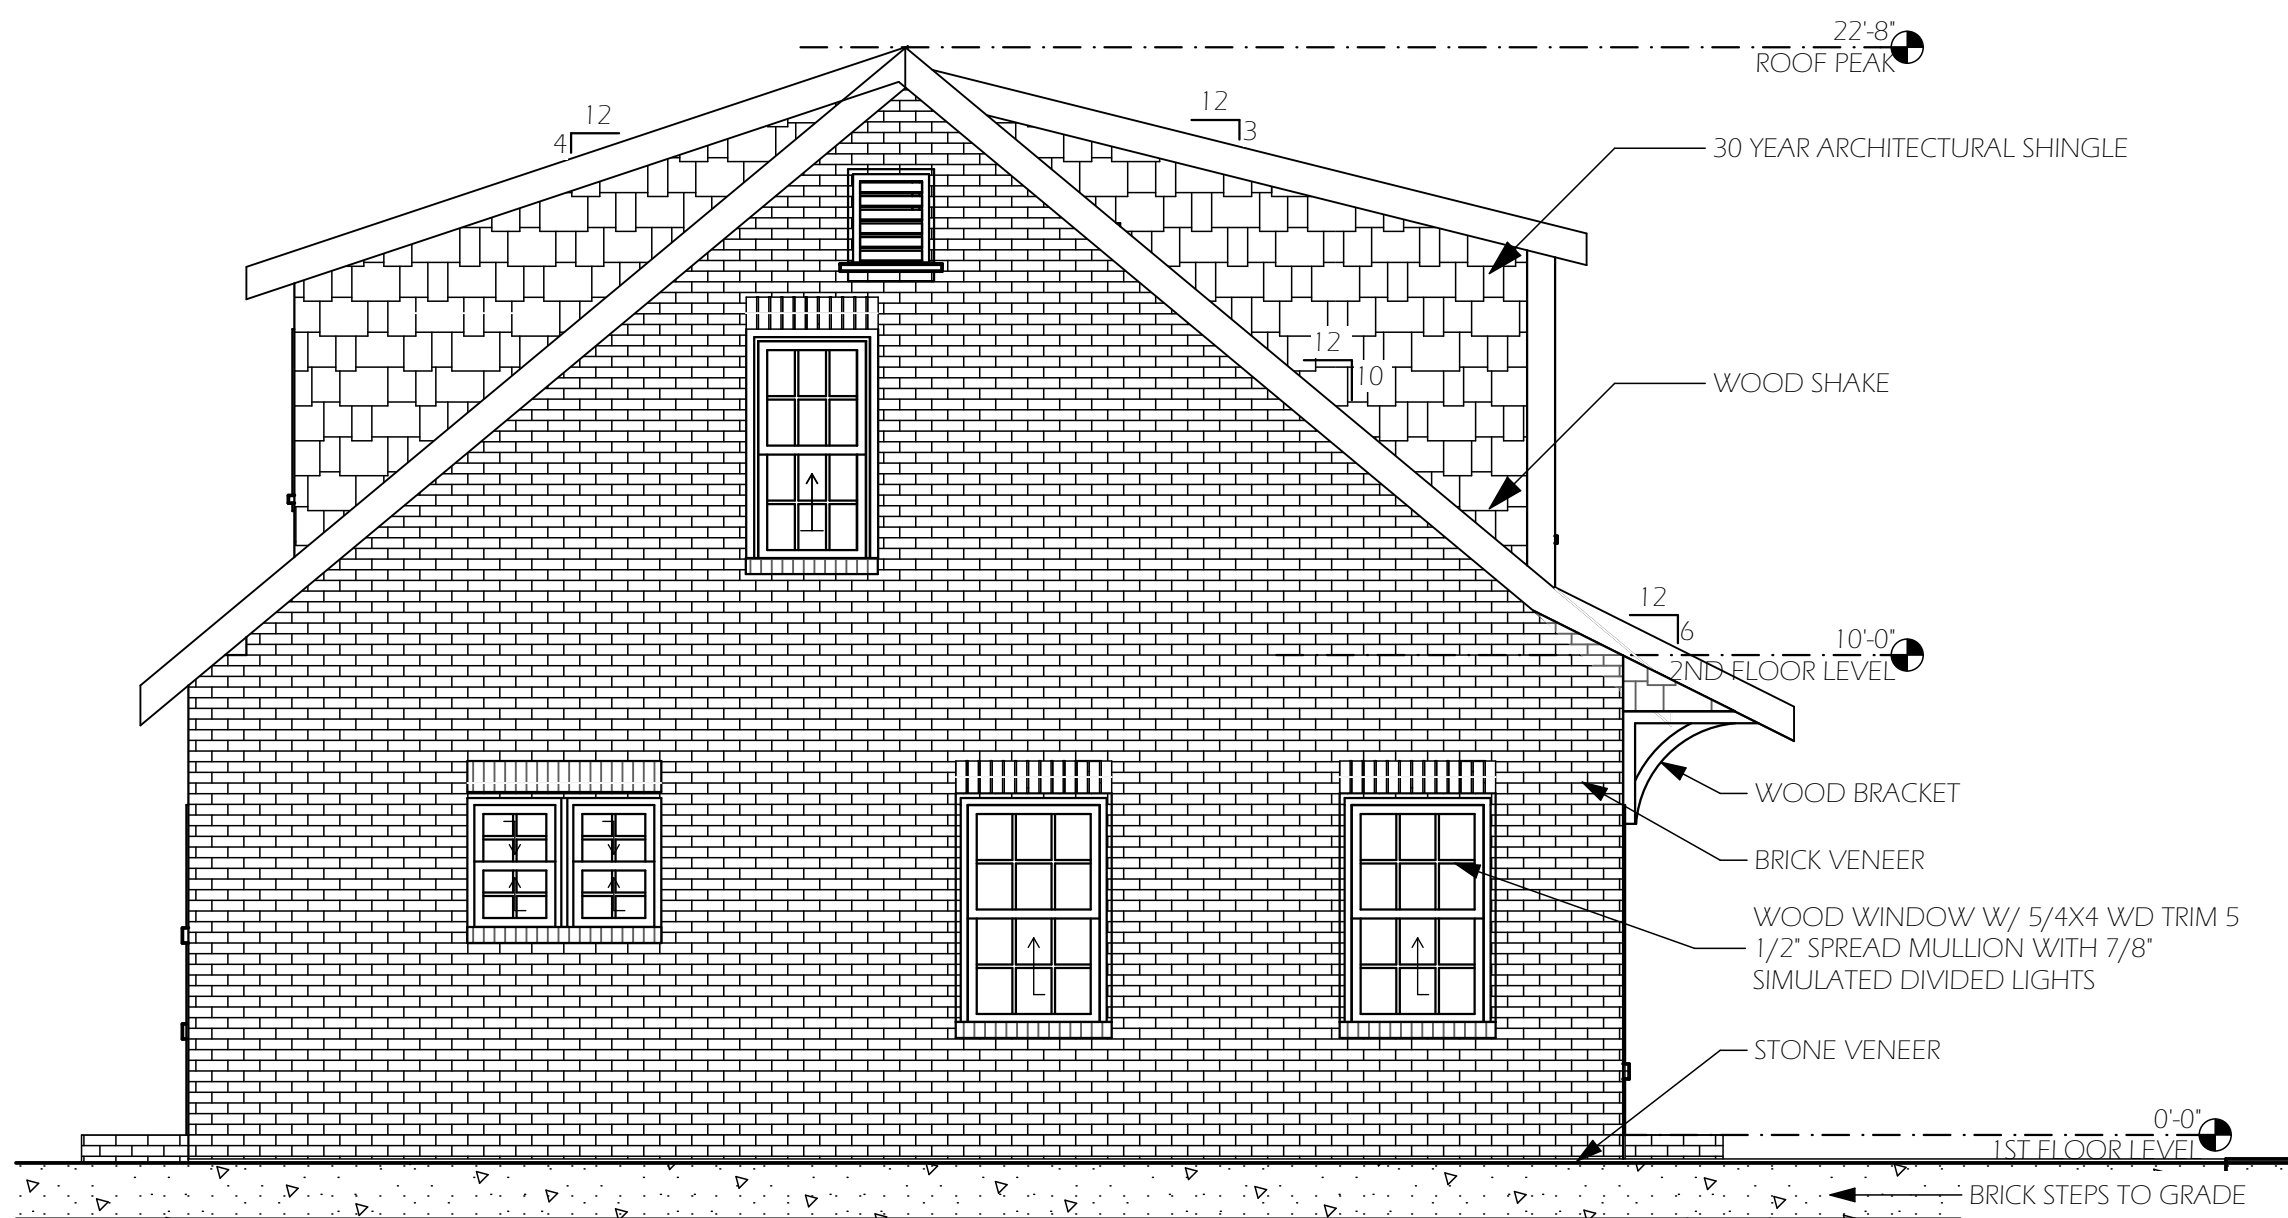 22'-8"
ROOF PEAK
12
4
12
3
30 YEAR ARCHITECTURAL SHINGLE
12
10
WOOD SHAKE
12
6
10'-0"
2ND FLOOR LEVEL
WOOD BRACKET
BRICK VENEER
WOOD WINDOW W/ 5/4X4 WD TRIM 5
1/2" SPREAD MULLION WITH 7/8"
SIMULATED DIVIDED LIGHTS
STONE VENEER
0'-0"
1ST FLOOR LEVEL
BRICK STEPS TO GRADE